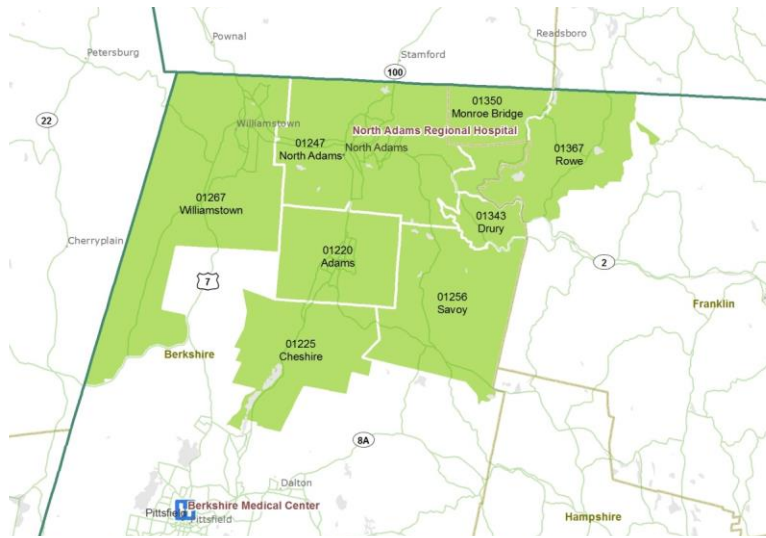 Pownal
Petersburg
Stamford
Readsboro
100
22
01350
Monroe Bridge
Williamstown
North Adams Regional Hospital
01247
North Adams
North Adams
01367
Rowe
01267
Williamstown
01343
Drury
Cherryplain
01220
Adams
2
7
01256
Savoy
Franklin
01225
Cheshire
Berkshire
8A
Dalton
Berkshire Medical Center
Pittsfield
Pittsfield
Hampshire